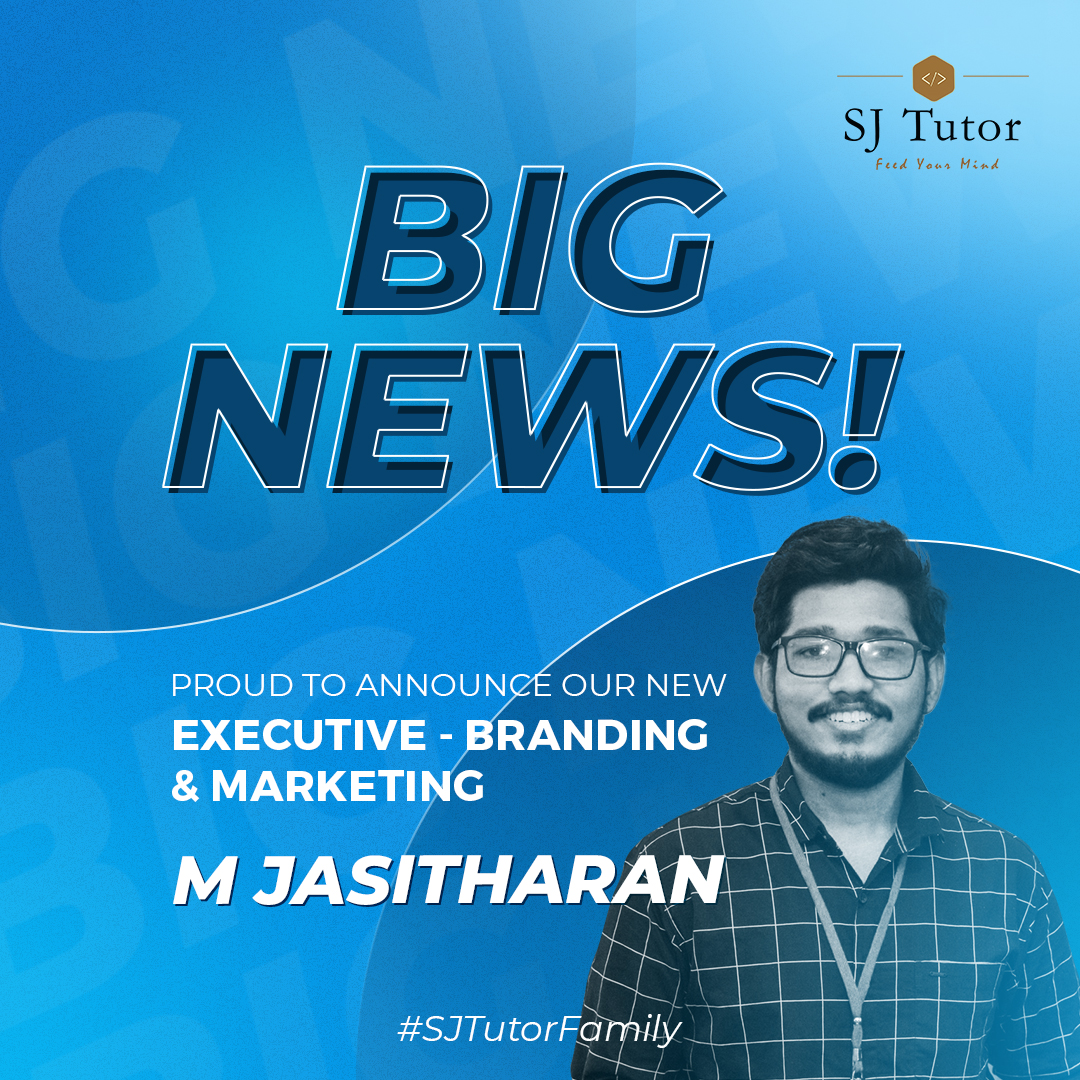 </>
SJ Tutor
Feed Your Mind
BIG
NEWS!
PROUD TO ANNOUNCE OUR NEW
EXECUTIVE - BRANDING
& MARKETING
M JASITHARAN
#SJTutorFamily